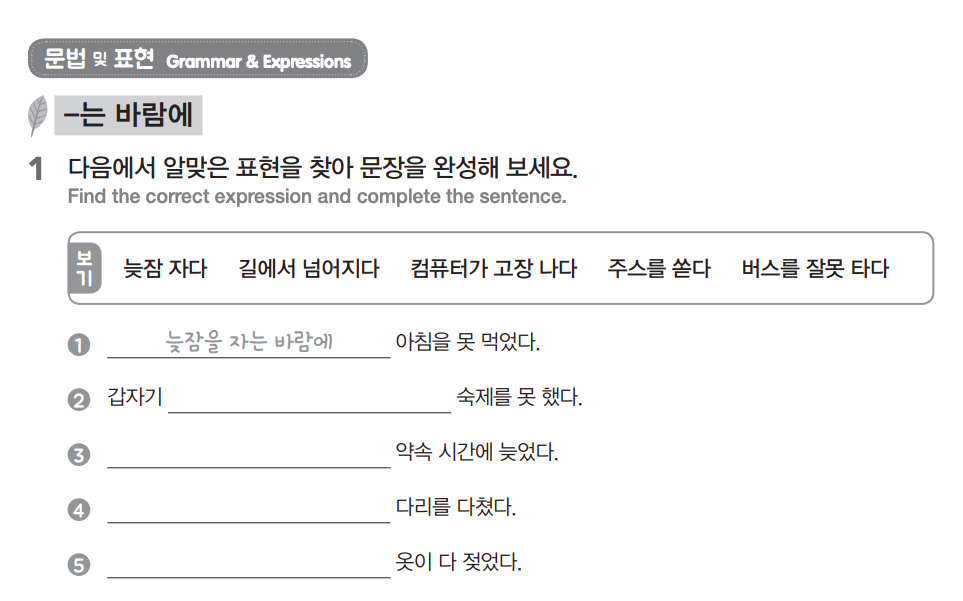 문법 및 표현 Grammar & Expressions
–는 바람에
1 다음에서 알맞은 표현을 찾아 문장을 완성해 보세요.
Find the correct expression and complete the sentence.
보기 늦잠 자다 길에서 넘어지다 컴퓨터가 고장 나다 주스를 쏟다 버스를 잘못 타다
1 늦잠을 자는 바람에 아침을 못 먹었다.
2 갑자기 숙제를 못 했다.
3 약속 시간에 늦었다.
4 다리를 다쳤다.
5 옷이 다 젖었다.